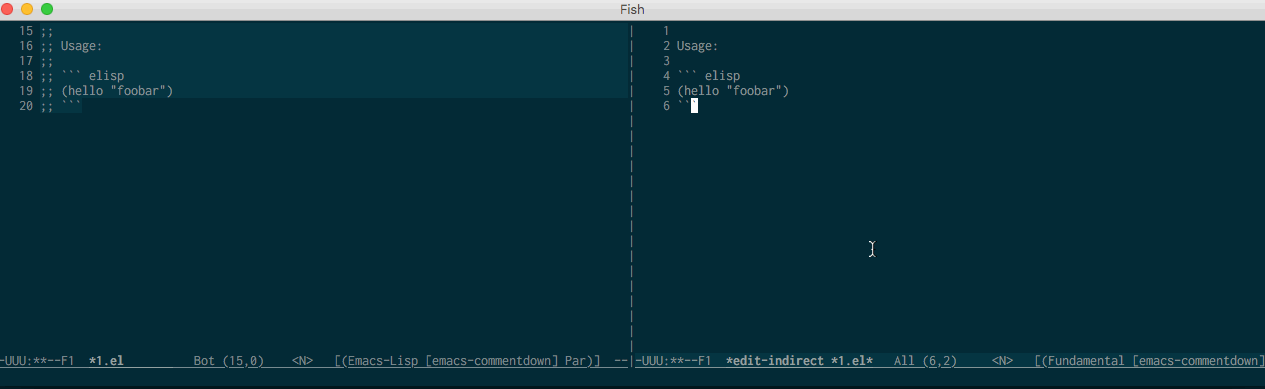 Fish
15 ;;
16 ;; Usage:
17 ;;
18 ;; ``` elisp
19 ;; (hello "foobar")
20 ;; ```
1
2 Usage:
3
4 ``` elisp
5 (hello "foobar")
6 ```
-UUU:**--F1 *1.el Bot (15,0) <N> [(Emacs-Lisp [emacs-commentdown] Par)] --
-UUU:**--F1 *edit-indirect *1.el* All (6,2) <N> [(Fundamental [emacs-commentdown]